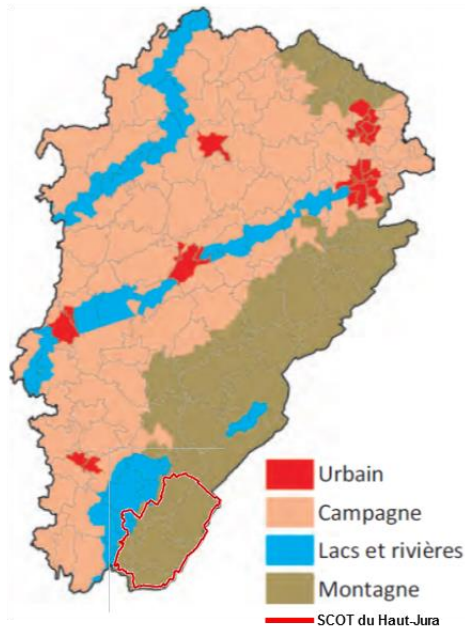 Urbain
Campagne
Lacs et rivières
Montagne
SCOT du Haut-Jura